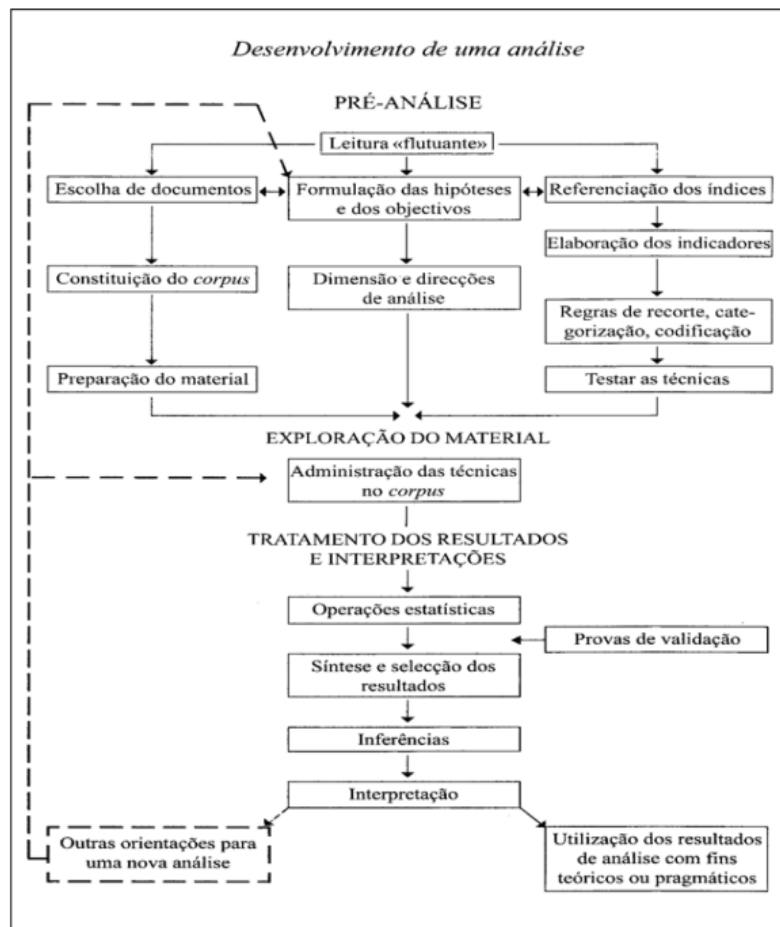 Desenvolvimento de uma análise
PRÉ-ANÁLISE
Leitura «flutuante»
Escolha de documentos
Formulação das hipóteses
e dos objectivos
Referenciação dos índices
Elaboração dos indicadores
Constituição do corpus
Dimensão e direcções
de análise
Regras de recorte, cate-
gorização, codificação
Preparação do material
Testar as técnicas
EXPLORAÇÃO DO MATERIAL
Administração das técnicas
no corpus
TRATAMENTO DOS RESULTADOS
E INTERPRETAÇÕES
Operações estatísticas
Provas de validação
Síntese e selecção dos
resultados
Inferências
Interpretação
Outras orientações para
uma nova análise
Utilização dos resultados
de análise com fins
teóricos ou pragmáticos